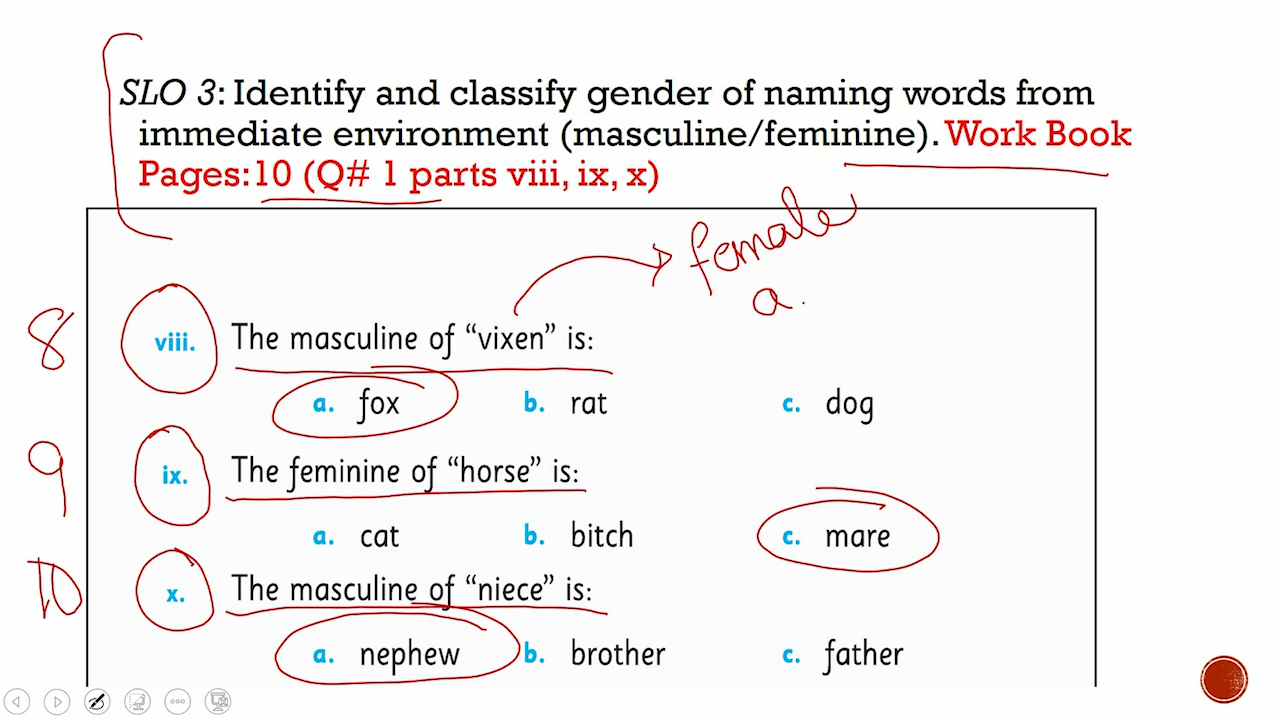 SLO 3: Identify and classify gender of naming words from
immediate environment (masculine/feminine). Work Book
Pages:10 (Q# 1 parts viii, ix, x)
female
a.
8 viii. The masculine of “vixen” is:
a. fox b. rat c. dog
9 ix. The feminine of “horse” is:
a. cat b. bitch c. mare
10 x. The masculine of “niece” is:
a. nephew b. brother c. father